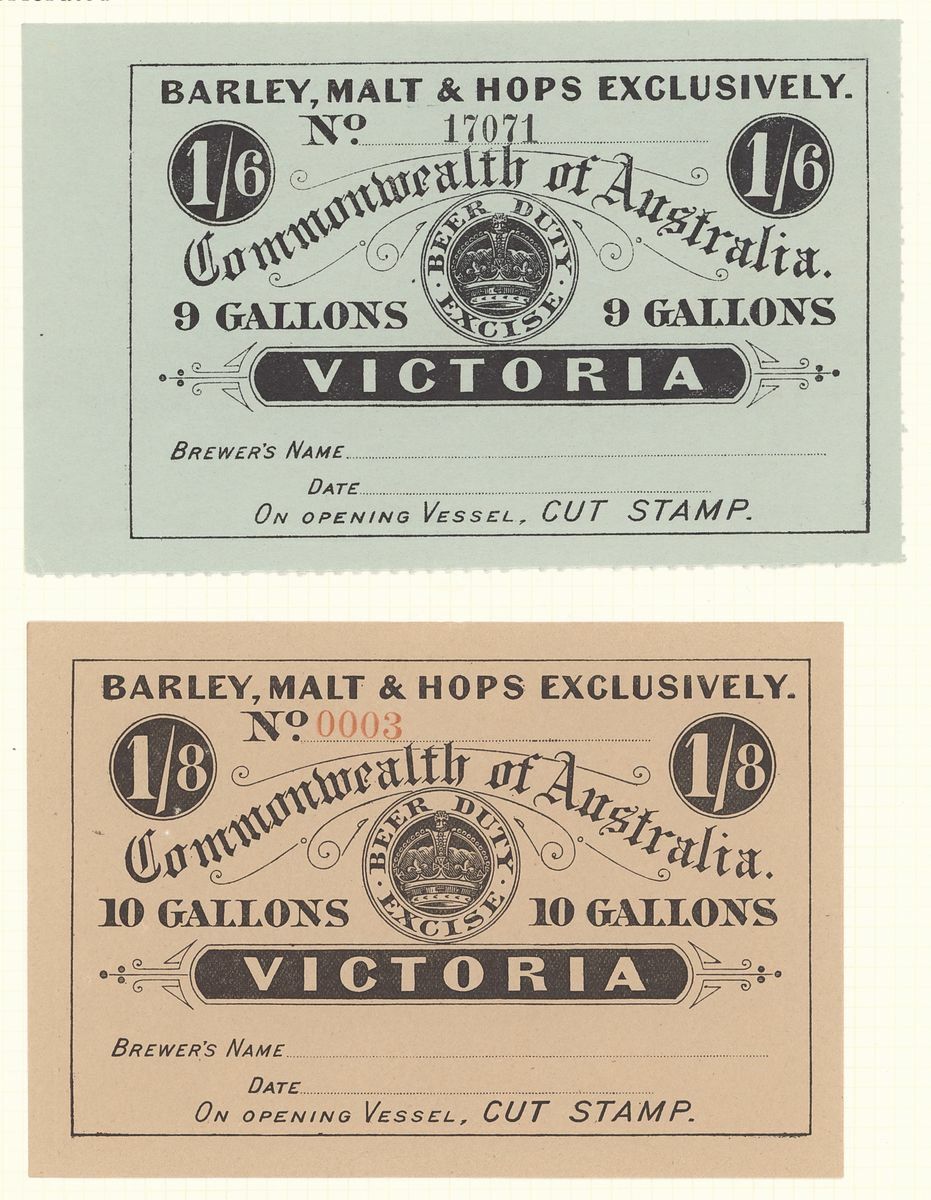 BARLEY, MALT & HOPS EXCLUSIVELY.
No. 17071
1/6 1/6
Commonwealth of Australia.
BEER DUTY
EXCISE
9 GALLONS 9 GALLONS
VICTORIA
BREWER'S NAME
DATE
ON OPENING VESSEL, CUT STAMP.
BARLEY, MALT & HOPS EXCLUSIVELY.
No. 0003
1/8 1/8
Commonwealth of Australia.
BEER DUTY
EXCISE
10 GALLONS 10 GALLONS
VICTORIA
BREWER'S NAME
DATE
ON OPENING VESSEL, CUT STAMP.